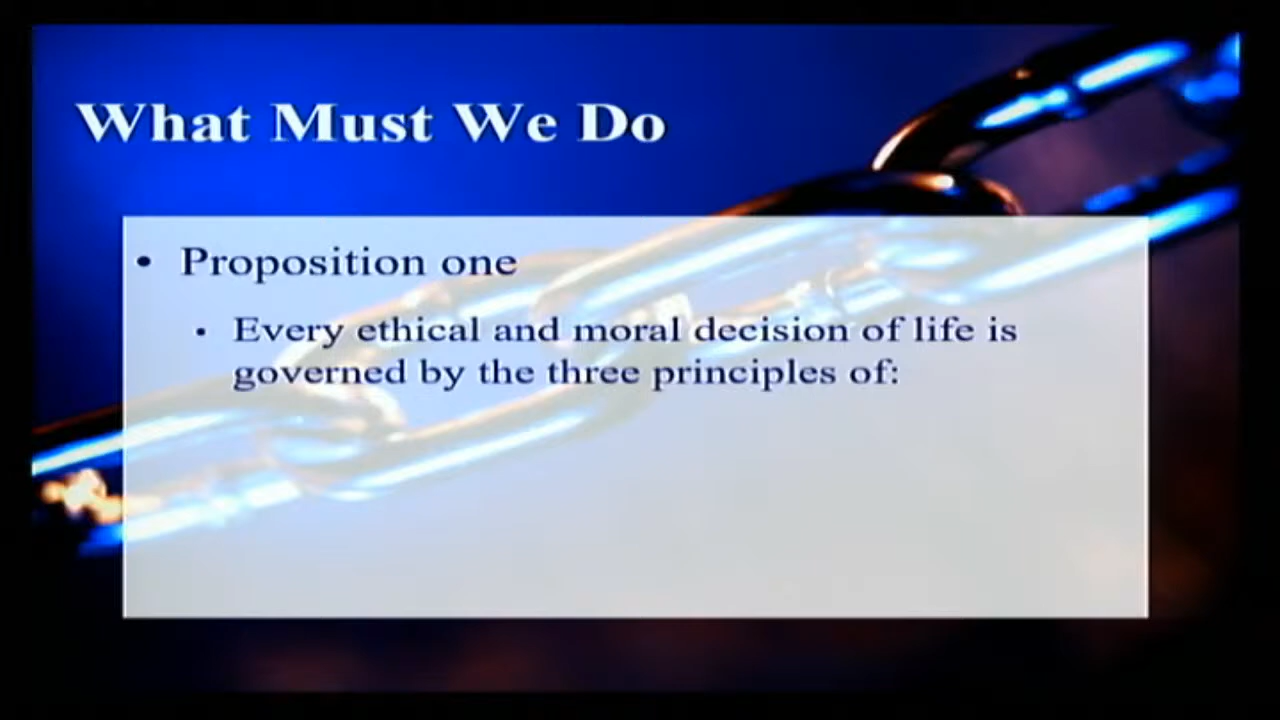 What Must We Do
• Proposition one
• Every ethical and moral decision of life is
governed by the three principles of: